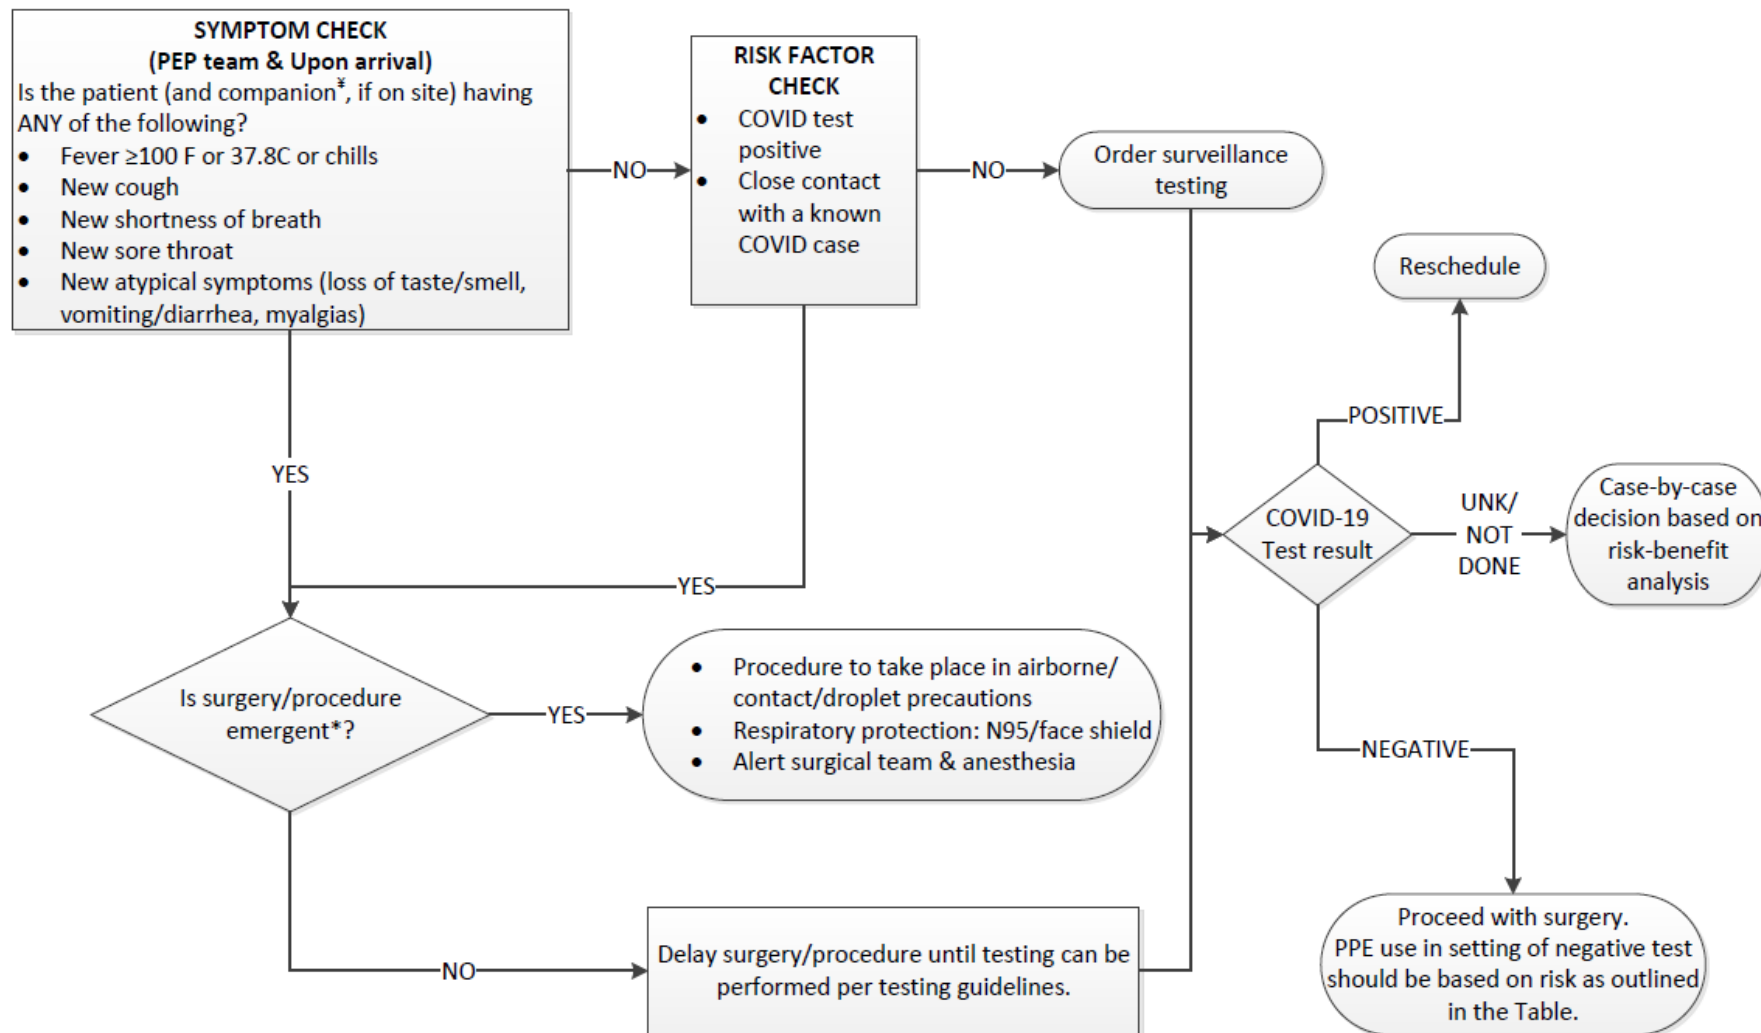 SYMPTOM CHECK
(PEP team & Upon arrival)
Is the patient (and companion¥, if on site) having
ANY of the following?
• Fever ≥100 F or 37.8C or chills
• New cough
• New shortness of breath
• New sore throat
• New atypical symptoms (loss of taste/smell,
vomiting/diarrhea, myalgias)
NO
RISK FACTOR
CHECK
• COVID test
positive
• Close contact
with a known
COVID case
NO
Order surveillance
testing
Reschedule
POSITIVE
YES
YES
COVID-19
Test result
UNK/
NOT
DONE
Case-by-case
decision based on
risk-benefit
analysis
Is surgery/procedure
emergent*?
YES
• Procedure to take place in airborne/
contact/droplet precautions
• Respiratory protection: N95/face shield
• Alert surgical team & anesthesia
NEGATIVE
NO
Delay surgery/procedure until testing can be
performed per testing guidelines.
Proceed with surgery.
PPE use in setting of negative test
should be based on risk as outlined
in the Table.